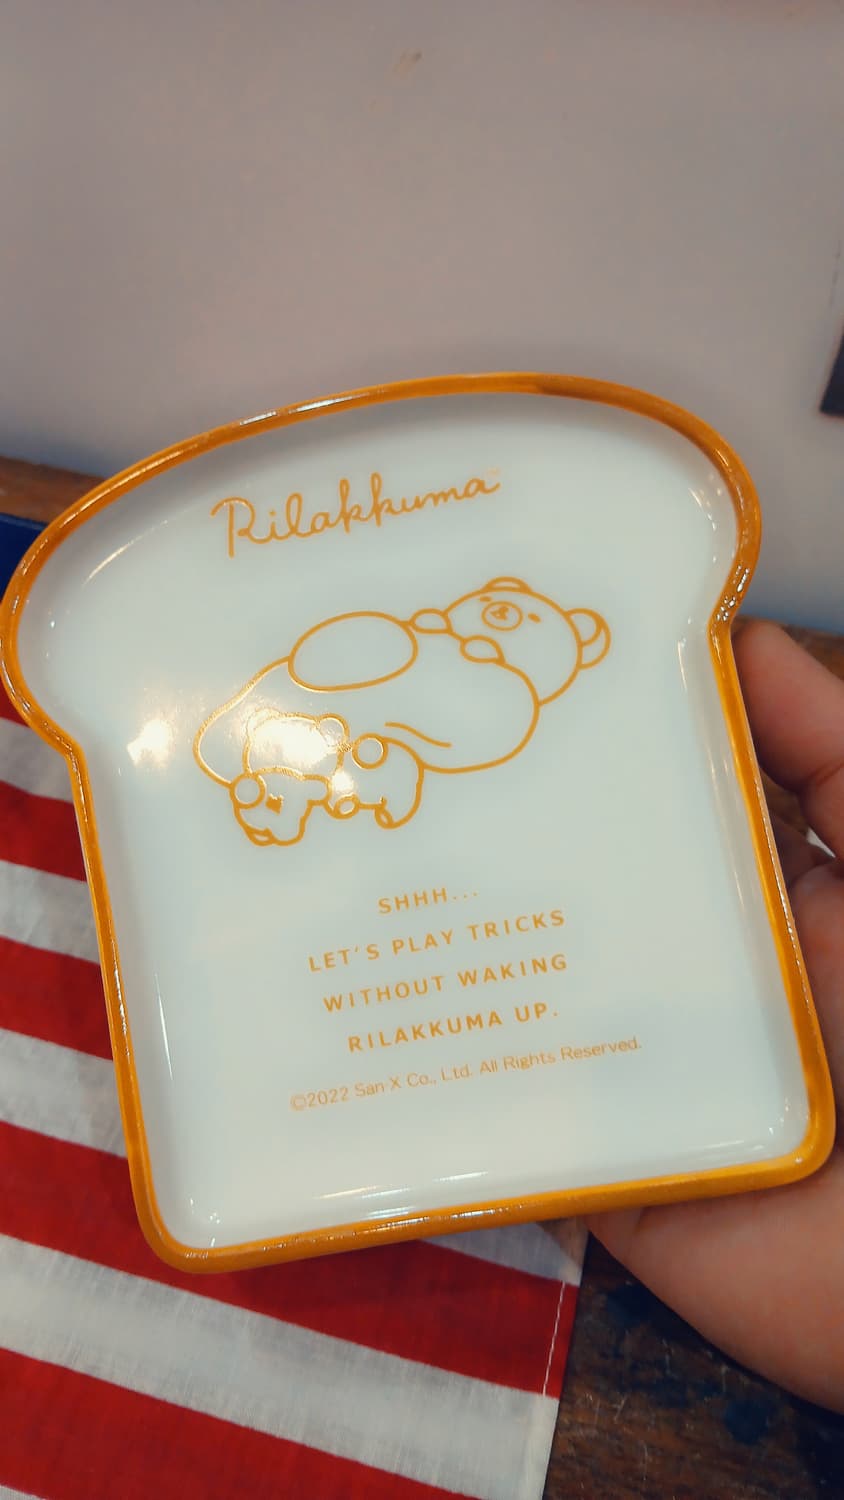 Rilakkuma
SHHH...
LET'S PLAY TRICKS
WITHOUT WAKING
RILAKKUMA UP.
©2022 San-X Co., Ltd. All Rights Reserved.